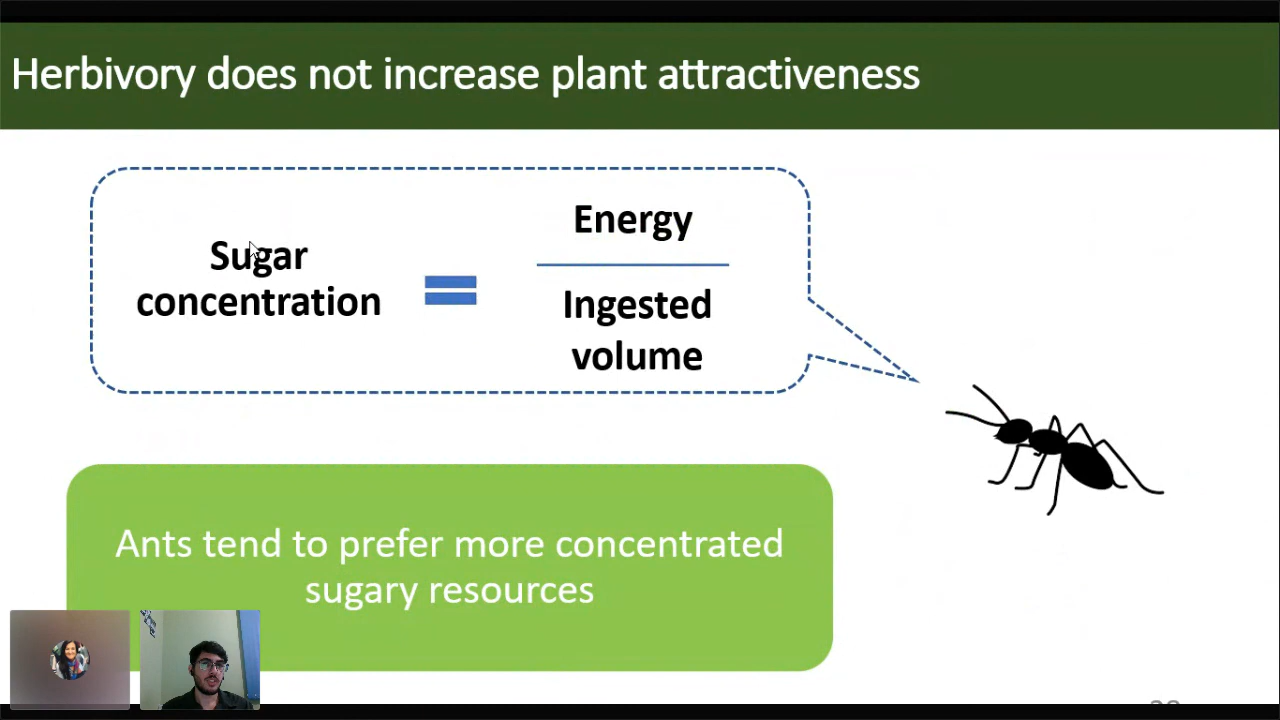 Herbivory does not increase plant attractiveness
Sugar
concentration
=
Energy
Ingested
volume
Ants tend to prefer more concentrated
sugary resources